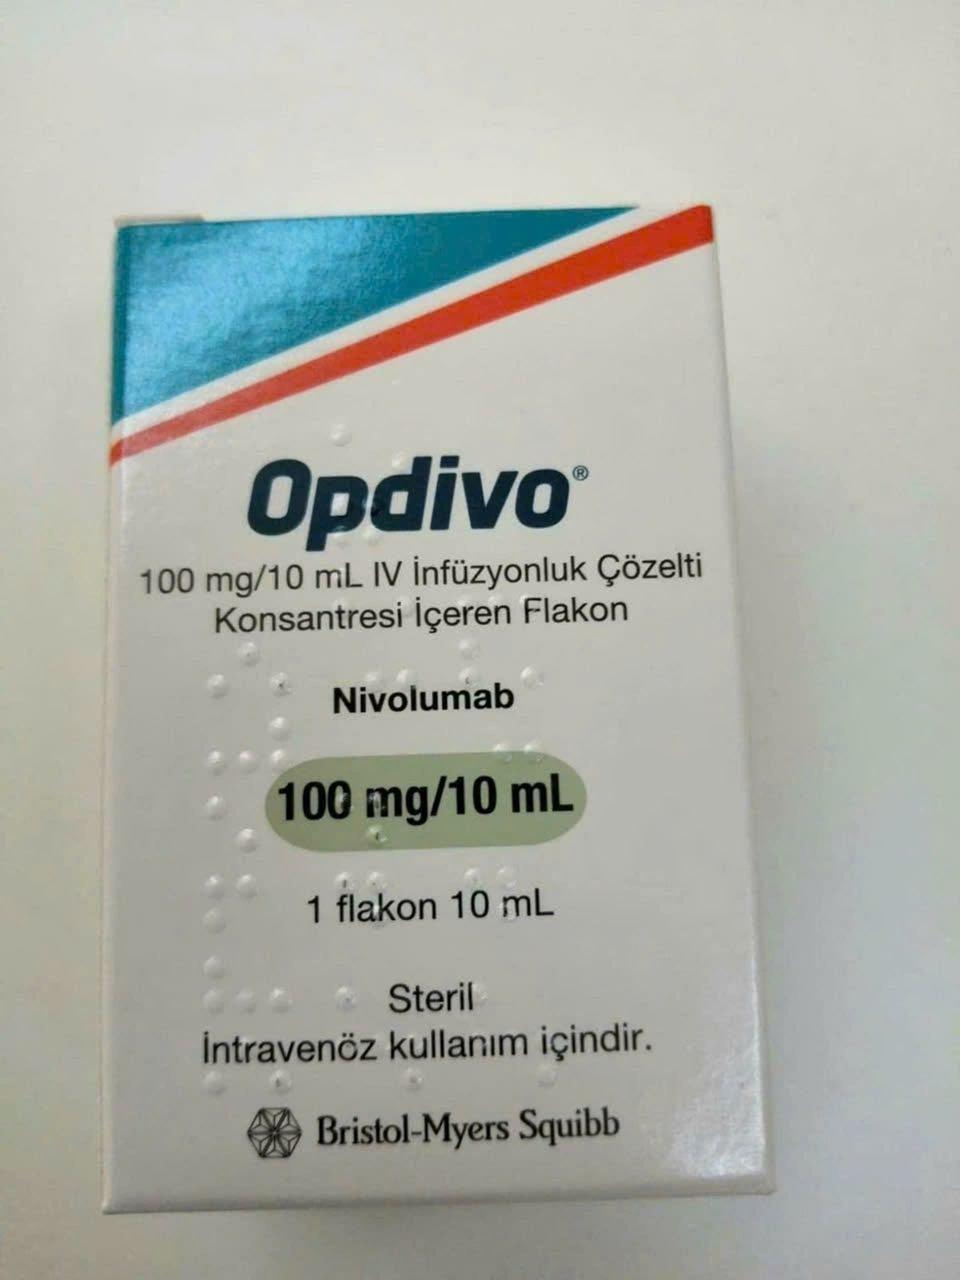 Opdivo®
100 mg/10 mL IV İnfüzyonluk Çözelti
Konsantresi İçeren Flakon
Nivolumab
100 mg/10 mL
1 flakon 10 mL
Steril
İntravenöz kullanım içindir.
Bristol-Myers Squibb